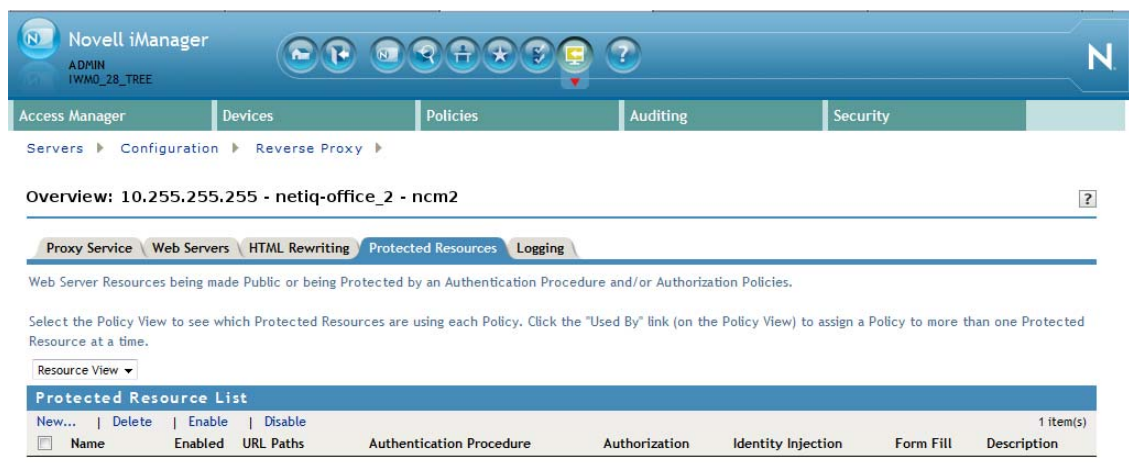 Novell iManager
ADMIN
IWM0_28_TREE
N
Access Manager Devices Policies Auditing Security
Servers Configuration Reverse Proxy
Overview: 10.255.255.255 - netiq-office_2 - ncm2 ?
Proxy Service Web Servers HTML Rewriting Protected Resources Logging
Web Server Resources being made Public or being Protected by an Authentication Procedure and/or Authorization Policies.
Select the Policy View to see which Protected Resources are using each Policy. Click the "Used By" link (on the Policy View) to assign a Policy to more than one Protected
Resource at a time.
Resource View
Protected Resource List
New... | Delete | Enable | Disable 1 item(s)
Name Enabled URL Paths Authentication Procedure Authorization Identity Injection Form Fill Description